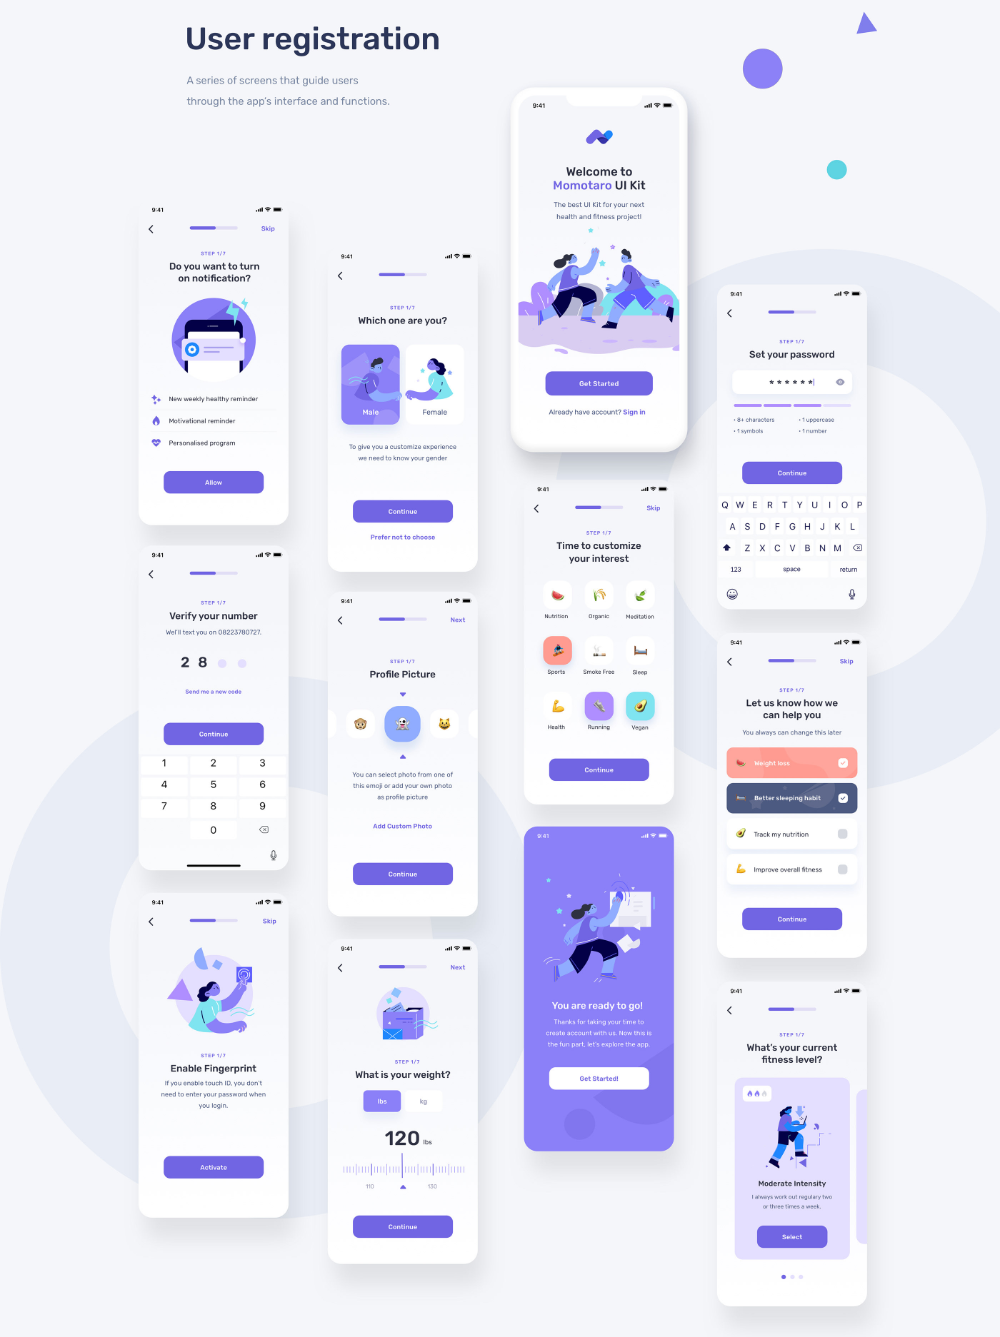 User registration
A series of screens that guide users
through the app's interface and functions.
9:41
Welcome to
Momotaro UI Kit
The best UI Kit for your next
health and fitness project!
Get Started
Already have account? Sign in
9:41
Skip
STEP 1/7
Do you want to turn
on notification?
New weekly healthy reminder
Motivational reminder
Personalised program
Allow
9:41
STEP 1/7
Verify your number
We'll text you on 08223780727.
2 8
Send me a new code
Continue
1 2 3
4 5 6
7 8 9
0
9:41
Skip
STEP 1/7
Enable Fingerprint
If you enable touch ID, you don't
need to enter your password when
you login.
Activate
9:41
STEP 1/7
Which one are you?
Male
Female
To give you a customize experience
we need to know your gender
Continue
Prefer not to choose
9:41
Next
STEP 1/7
Profile Picture
You can select photo from one of
this emoji or add your own photo
as profile picture
Add Custom Photo
Continue
9:41
Next
STEP 1/7
What is your weight?
lbs
kg
120 lbs
110
130
Continue
9:41
Skip
STEP 1/7
Time to customize
your interest
Nutrition
Organic
Meditation
Sports
Smoke Free
Sleep
Health
Running
Vegan
Continue
9:41
You are ready to go!
Thanks for taking your time to
create account with us. Now this is
the fun part, let's explore the app.
Get Started!
9:41
STEP 1/7
Set your password
* * * * * *
• 8+ characters
• 1 uppercase
• 1 symbols
• 1 number
Continue
Q W E R T Y U I O P
A S D F G H J K L
Z X C V B N M
123
space
return
9:41
Skip
STEP 1/7
Let us know how we
can help you
You always can change this later
Weight loss
Better sleeping habit
Track my nutrition
Improve overall fitness
Continue
9:41
STEP 1/7
What's your current
fitness level?
Moderate Intensity
I always work out regulary two
or three times a week.
Select